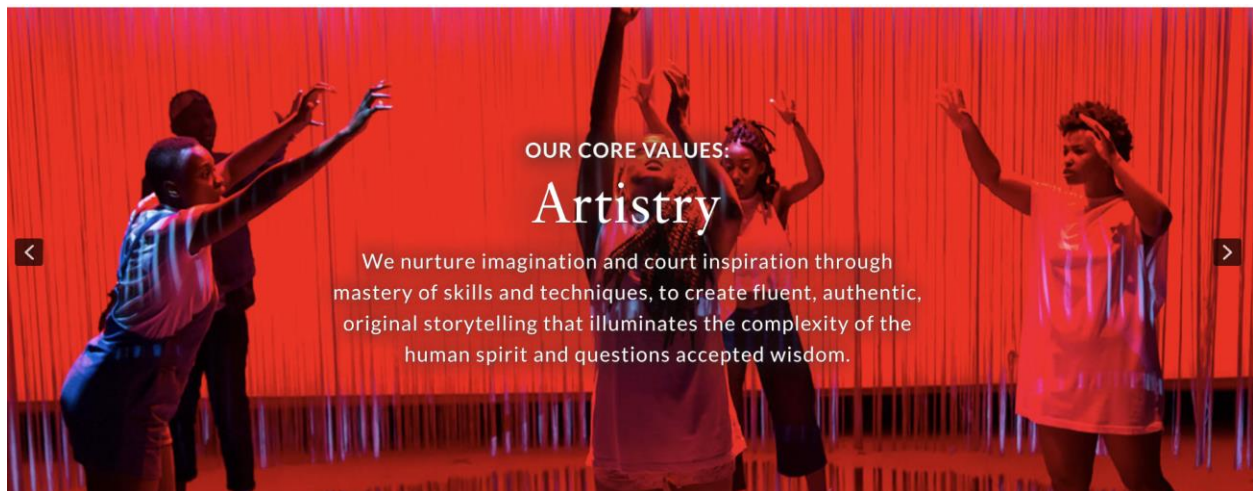 OUR CORE VALUES:
Artistry
We nurture imagination and court inspiration through
mastery of skills and techniques, to create fluent, authentic,
original storytelling that illuminates the complexity of the
human spirit and questions accepted wisdom.